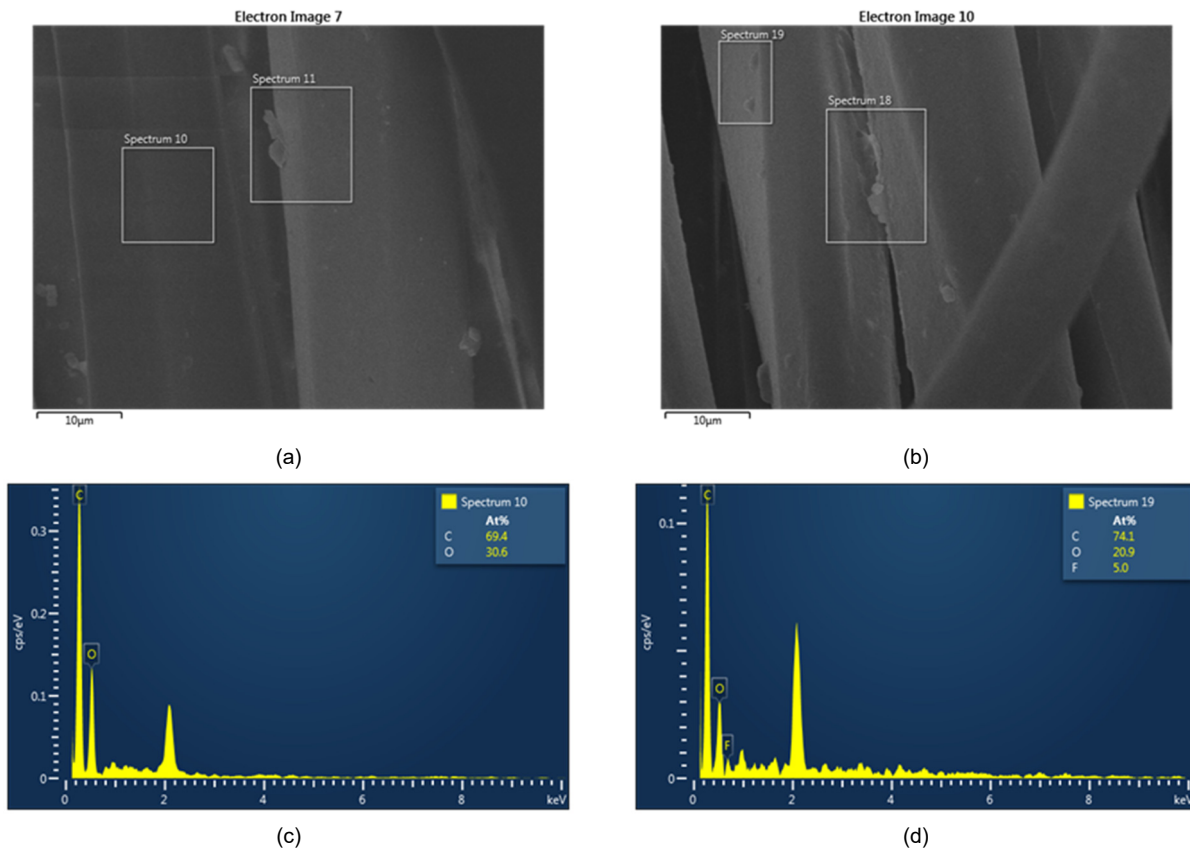 Electron Image 7
Electron Image 10
Spectrum 11
Spectrum 10
Spectrum 19
Spectrum 18
10µm
10µm
(a)
(b)
C
Spectrum 10
At%
C 69.4
O 30.6
O
cps/eV
0.3
0.2
0.1
0
0 2 4 6 8 keV
C
Spectrum 19
At%
C 74.1
O 20.9
F 5.0
O
F
cps/eV
0.1
0
0 2 4 6 8 keV
(c)
(d)